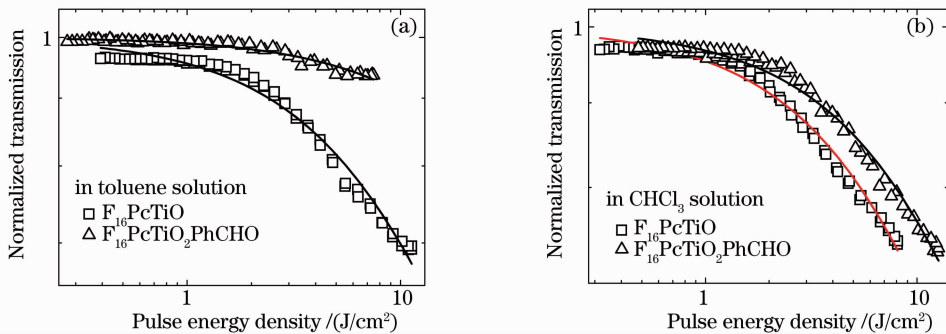 (a)
1
Normalized transmission
in toluene solution
□ F₁₆PcTiO
△ F₁₆PcTiO₂PhCHO
1
10
Pulse energy density /(J/cm²)
(b)
1
Normalized transmission
in CHCl₃ solution
□ F₁₆PcTiO
△ F₁₆PcTiO₂PhCHO
1
10
Pulse energy density /(J/cm²)